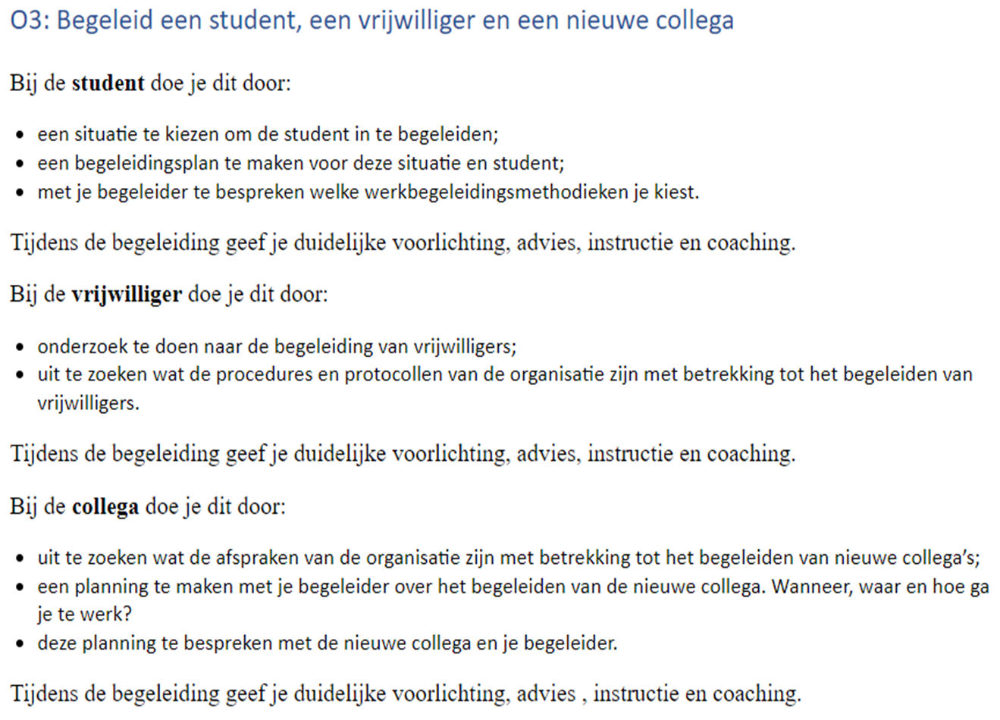 O3: Begeleid een student, een vrijwilliger en een nieuwe collega
Bij de student doe je dit door:
• een situatie te kiezen om de student in te begeleiden;
• een begeleidingsplan te maken voor deze situatie en student;
• met je begeleider te bespreken welke werkbegeleidingsmethodieken je kiest.
Tijdens de begeleiding geef je duidelijke voorlichting, advies, instructie en coaching.
Bij de vrijwilliger doe je dit door:
• onderzoek te doen naar de begeleiding van vrijwilligers;
• uit te zoeken wat de procedures en protocollen van de organisatie zijn met betrekking tot het begeleiden van
vrijwilligers.
Tijdens de begeleiding geef je duidelijke voorlichting, advies, instructie en coaching.
Bij de collega doe je dit door:
• uit te zoeken wat de afspraken van de organisatie zijn met betrekking tot het begeleiden van nieuwe collega’s;
• een planning te maken met je begeleider over het begeleiden van de nieuwe collega. Wanneer, waar en hoe ga
je te werk?
• deze planning te bespreken met de nieuwe collega en je begeleider.
Tijdens de begeleiding geef je duidelijke voorlichting, advies , instructie en coaching.